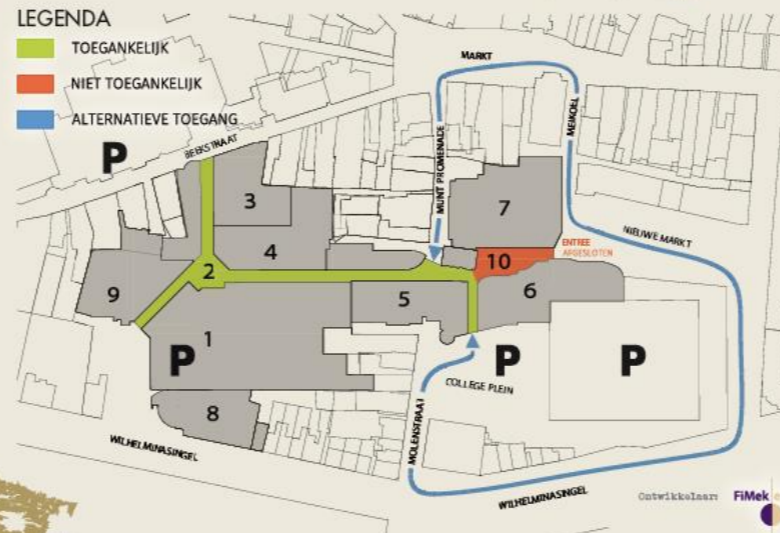 LEGENDA
TOEGANKELIJK
NIET TOEGANKELIJK
ALTERNATIEVE TOEGANG
MARKT
P
BEEKSTRAAT
MUNT PROMENADE
MEIKOEL
3
7
NIEUWE MARKT
4
ENTREE
AFGESLOTEN
2
10
9
5
6
1
P
P
P
COLLEGE PLEIN
8
MOLENSTRAAT
WILHELMINASINGEL
WILHELMINASINGEL
Ontwikkelaar:
FiMek